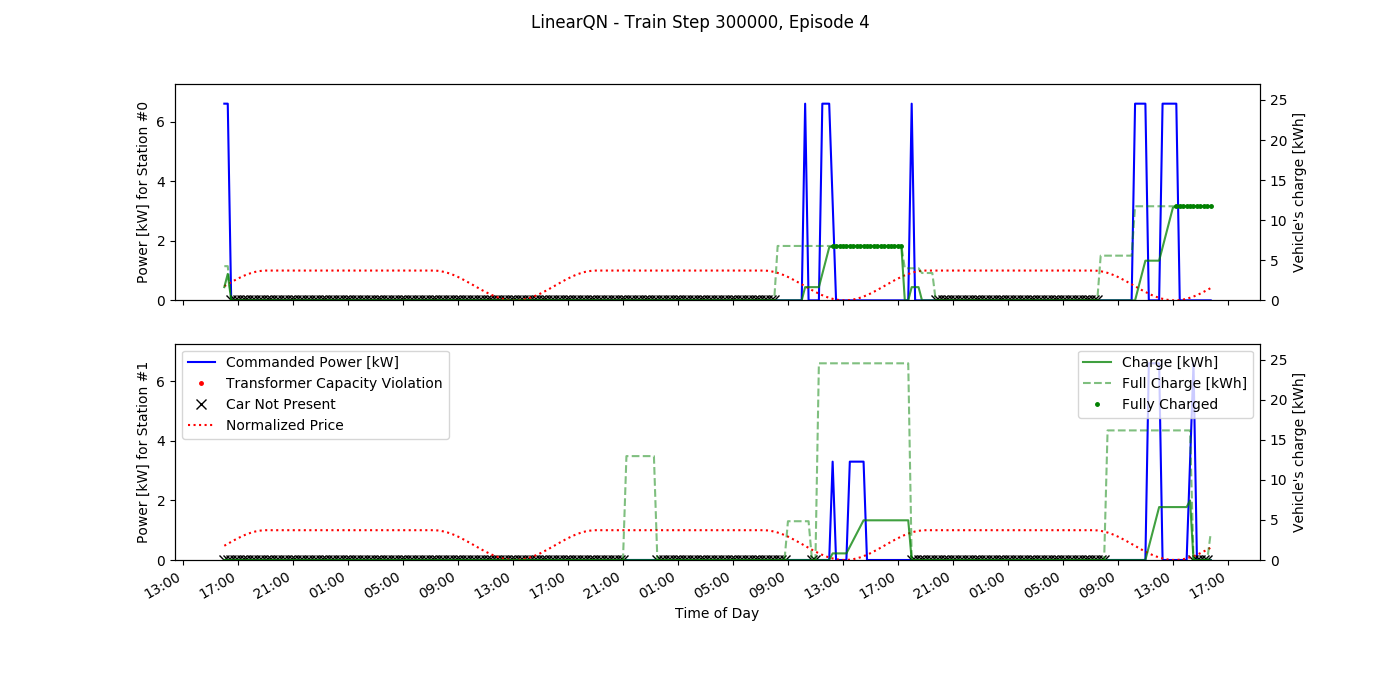 LinearQN - Train Step 300000, Episode 4
Power [kW] for Station #0
6
4
2
0
25
20
15
10
5
0
Vehicle's charge [kWh]
Power [kW] for Station #1
6
4
2
0
Commanded Power [kW]
Transformer Capacity Violation
Car Not Present
Normalized Price
Charge [kWh]
Full Charge [kWh]
Fully Charged
25
20
15
10
5
0
Vehicle's charge [kWh]
13:00 17:00 21:00 01:00 05:00 09:00 13:00 17:00 21:00 01:00 05:00 09:00 13:00 17:00 21:00 01:00 05:00 09:00 13:00 17:00
Time of Day